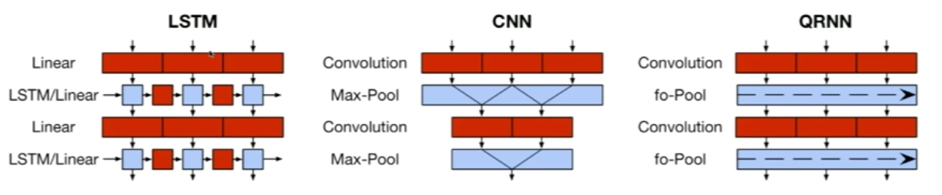 LSTM
Linear
LSTM/Linear
Linear
LSTM/Linear
CNN
Convolution
Max-Pool
Convolution
Max-Pool
QRNN
Convolution
fo-Pool
Convolution
fo-Pool